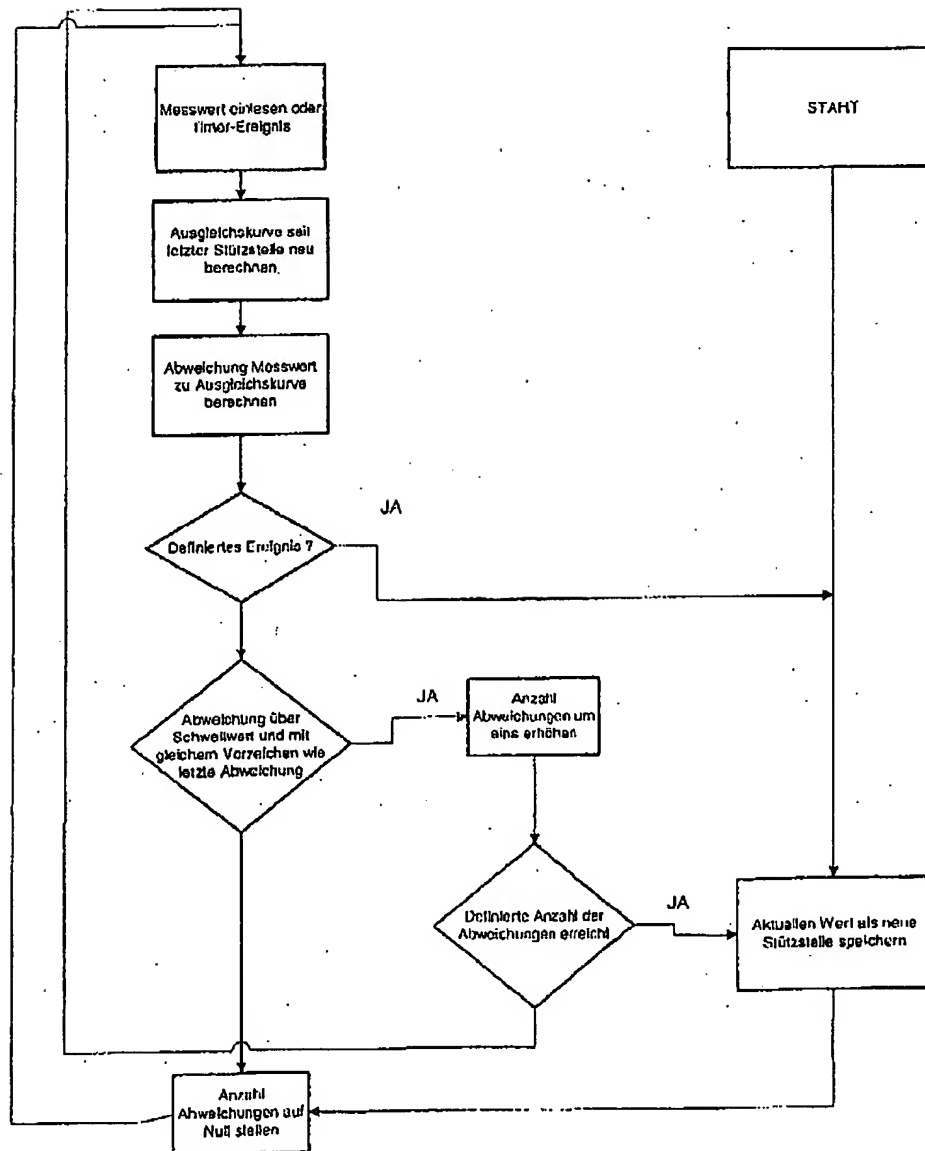 Messwert einlesen oder
Timer-Ereignis
START
Ausgleichskurve seit
letzter Stützstelle neu
berechnen.
Abweichung Messwert
zu Ausgleichskurve
berechnen
JA
Definiertes Ereignis ?
Abweichung über
Schwellwert und mit
gleichem Vorzeichen wie
letzte Abweichung
JA
Anzahl
Abweichungen um
eins erhöhen
Definierte Anzahl der
Abweichungen erreicht
JA
Aktuellen Wert als neue
Stützstelle speichern
Anzahl
Abweichungen auf
Null stellen